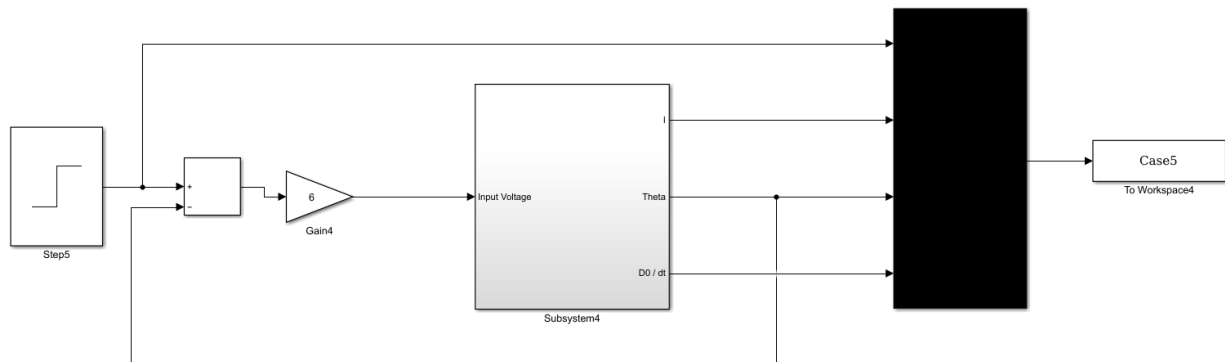 Step5
+
−
6
Gain4
Input Voltage
I
Theta
D0 / dt
Subsystem4
Case5
To Workspace4